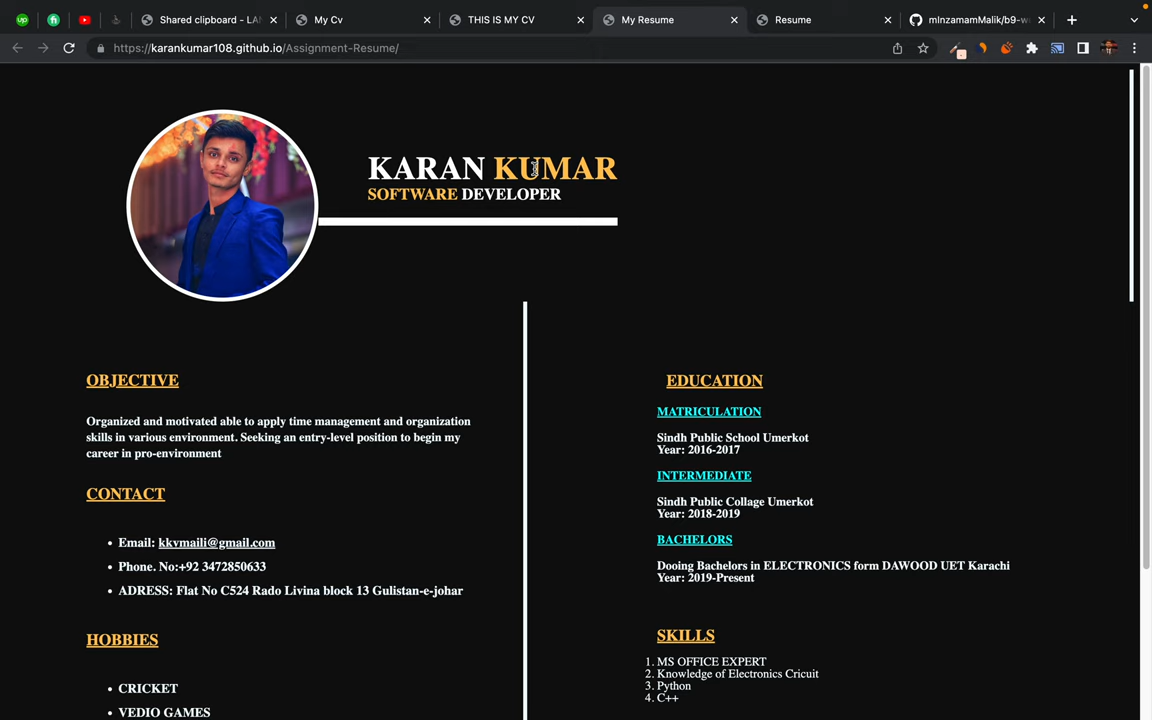 Shared clipboard - LAN
My Cv
THIS IS MY CV
My Resume
Resume
mInzamamMalik/b9-w
https://karankumar108.github.io/Assignment-Resume/
KARAN KUMAR
SOFTWARE DEVELOPER
OBJECTIVE
Organized and motivated able to apply time management and organization
skills in various environment. Seeking an entry-level position to begin my
career in pro-environment
CONTACT
Email: kkvmaili@gmail.com
Phone. No:+92 3472850633
ADRESS: Flat No C524 Rado Livina block 13 Gulistan-e-johar
HOBBIES
CRICKET
VEDIO GAMES
EDUCATION
MATRICULATION
Sindh Public School Umerkot
Year: 2016-2017
INTERMEDIATE
Sindh Public Collage Umerkot
Year: 2018-2019
BACHELORS
Dooing Bachelors in ELECTRONICS form DAWOOD UET Karachi
Year: 2019-Present
SKILLS
1. MS OFFICE EXPERT
2. Knowledge of Electronics Cricuit
3. Python
4. C++